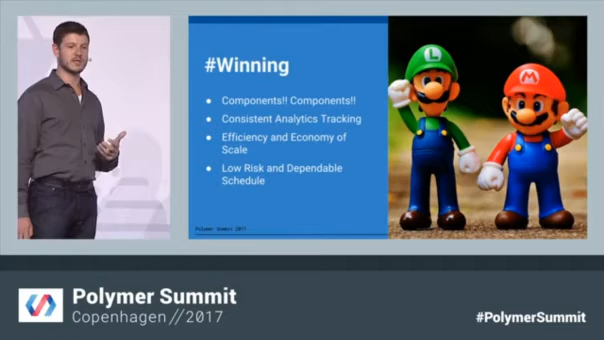 #Winning
● Components!! Components!!
● Consistent Analytics Tracking
● Efficiency and Economy of
Scale
● Low Risk and Dependable
Schedule
Polymer Summit 2017
L
M
Polymer Summit
Copenhagen //2017
#PolymerSummit